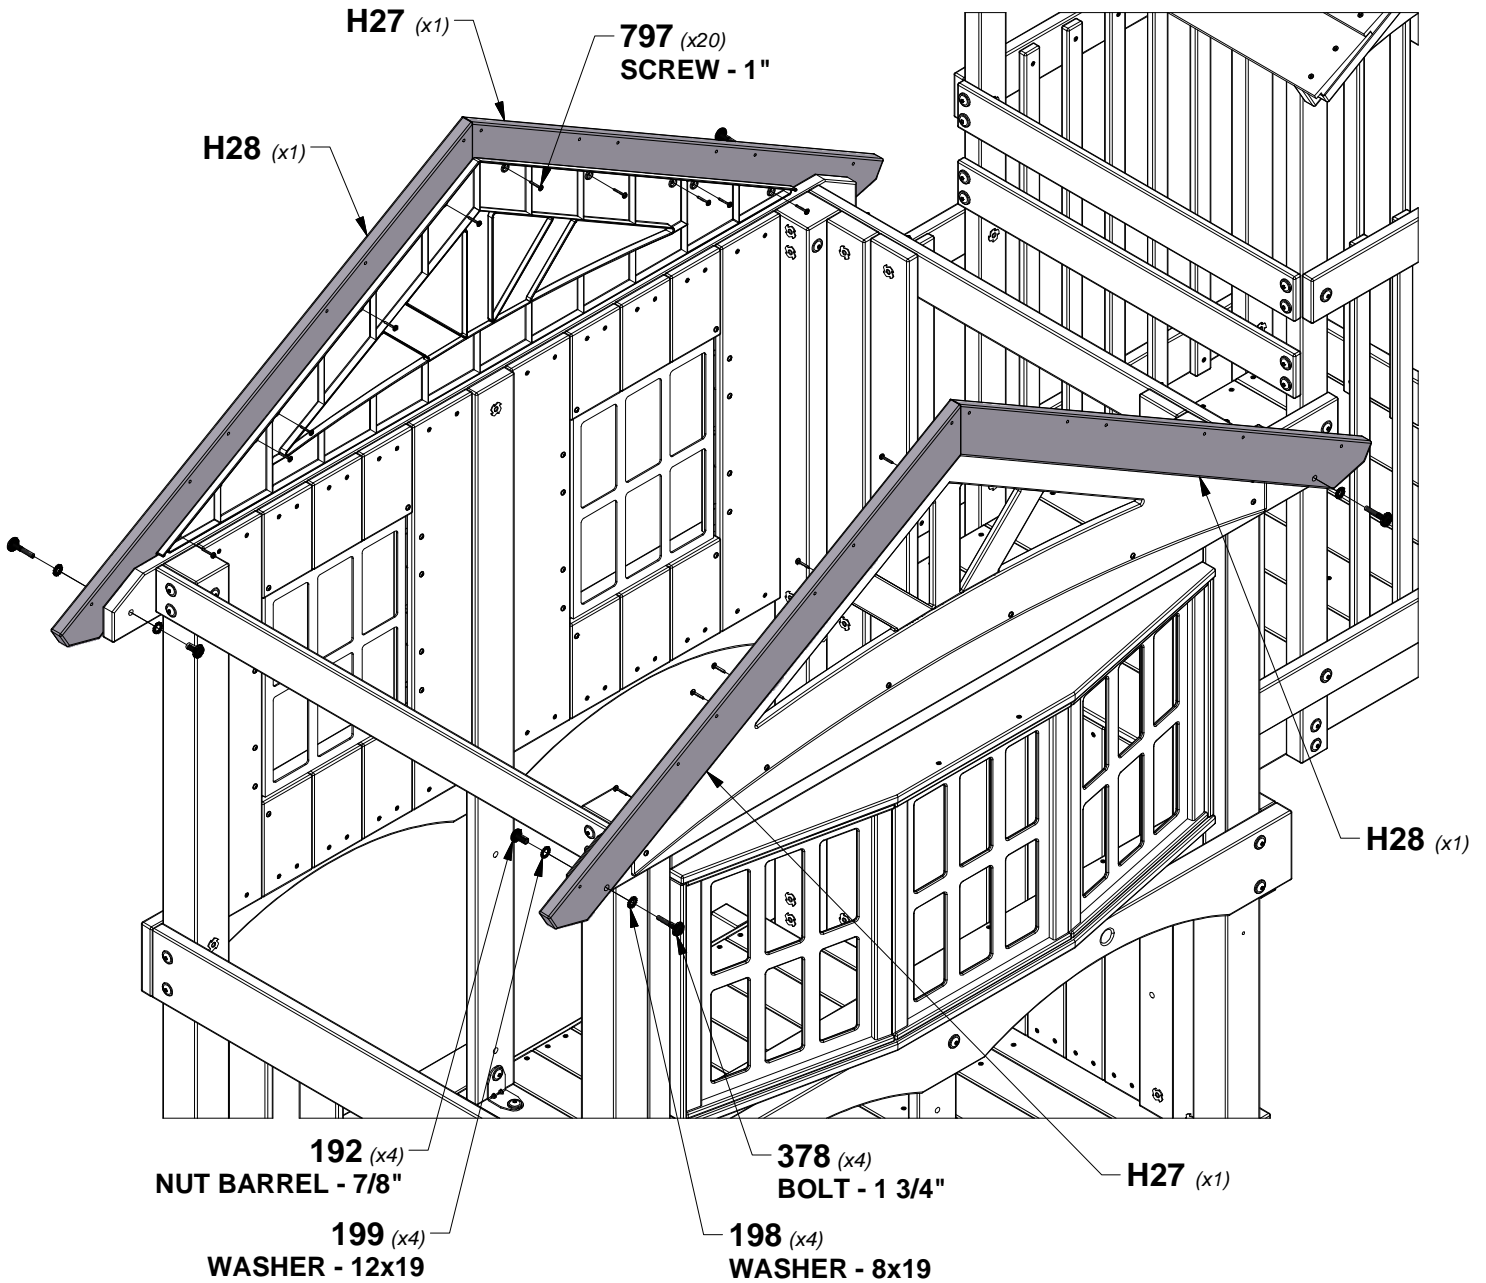 H27 (x1)
797 (x20)
SCREW - 1"
H28 (x1)
H28 (x1)
192 (x4)
NUT BARREL - 7/8"
378 (x4)
BOLT - 1 3/4"
H27 (x1)
199 (x4)
WASHER - 12x19
198 (x4)
WASHER - 8x19